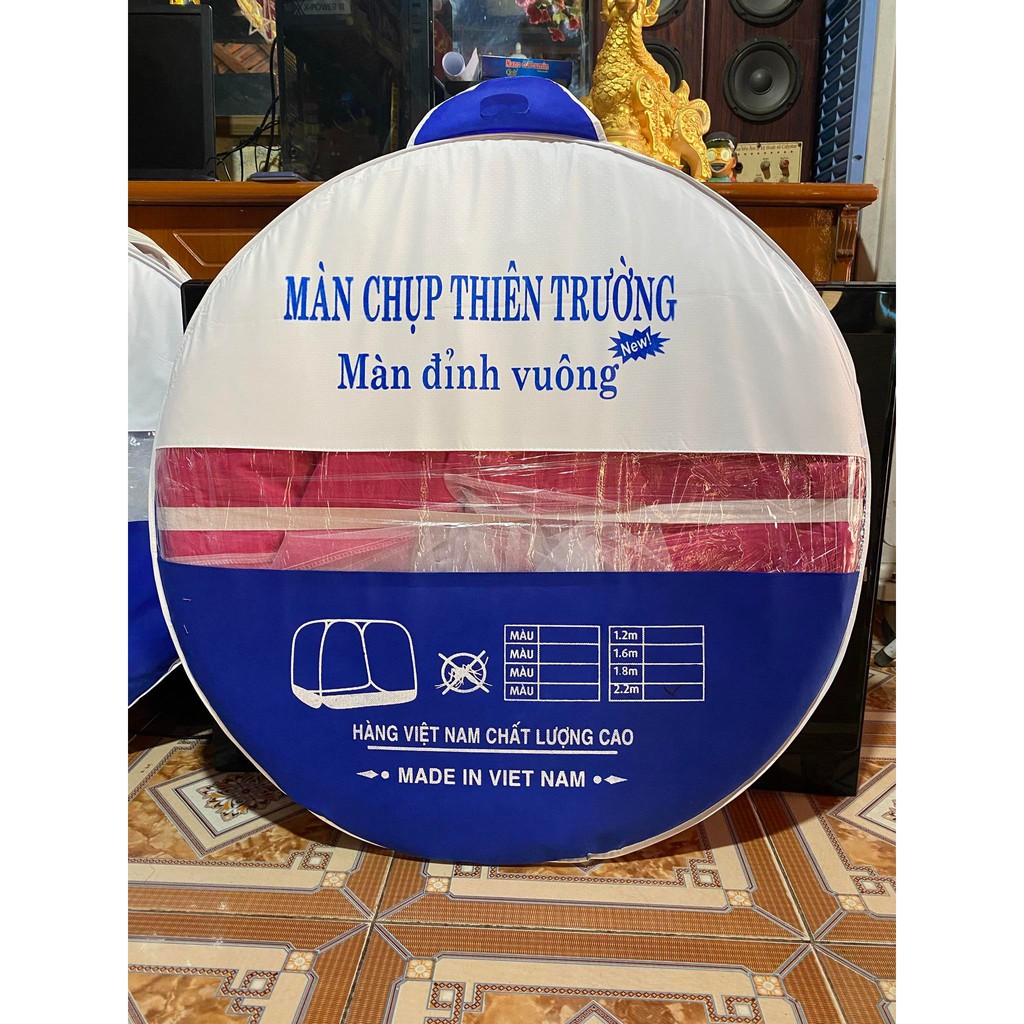 X-POWER
MÀN CHỤP THIÊN TRƯỜNG
New!
Màn đỉnh vuông
MÀU
MÀU
MÀU
MÀU
1.2m
1.6m
1.8m
2.2m
HÀNG VIỆT NAM CHẤT LƯỢNG CAO
MADE IN VIET NAM